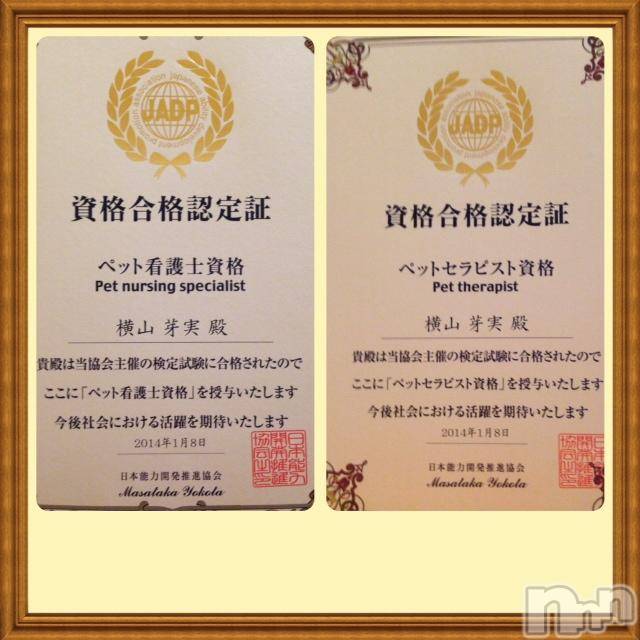 JADP
japanese ability development promotion association
資格合格認定証
ペット看護士資格
Pet nursing specialist
横山 芽実 殿
貴殿は当協会主催の検定試験に合格されたので
ここに「ペット看護士資格」を授与いたします
今後社会における活躍を期待いたします
2014年1月8日
日本能力開発推進協会
Masataka Yokota
JADP
資格合格認定証
ペットセラピスト資格
Pet therapist
横山 芽実 殿
貴殿は当協会主催の検定試験に合格されたので
ここに「ペットセラピスト資格」を授与いたします
今後社会における活躍を期待いたします
2014年1月8日
日本能力開発推進協会
Masataka Yokota